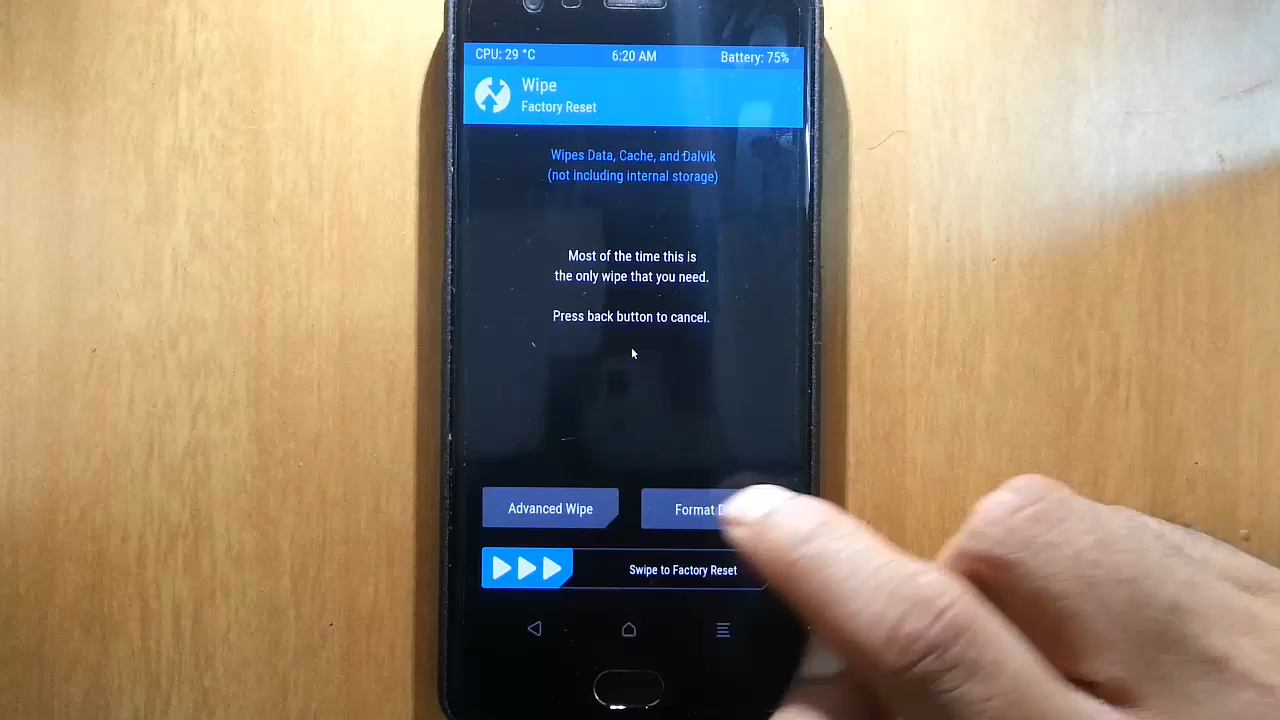 CPU: 29 °C 6:20 AM Battery: 75%
Wipe
Factory Reset
Wipes Data, Cache, and Dalvik
(not including internal storage)
Most of the time this is
the only wipe that you need.
Press back button to cancel.
Advanced Wipe Format
Swipe to Factory Reset